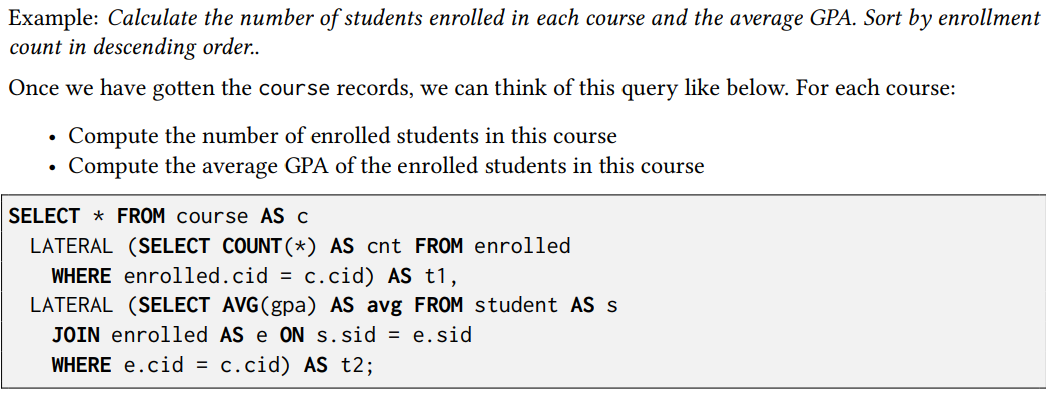 Example: Calculate the number of students enrolled in each course and the average GPA. Sort by enrollment
count in descending order..
Once we have gotten the course records, we can think of this query like below. For each course:
• Compute the number of enrolled students in this course
• Compute the average GPA of the enrolled students in this course
SELECT * FROM course AS c
  LATERAL (SELECT COUNT(*) AS cnt FROM enrolled
    WHERE enrolled.cid = c.cid) AS t1,
  LATERAL (SELECT AVG(gpa) AS avg FROM student AS s
    JOIN enrolled AS e ON s.sid = e.sid
    WHERE e.cid = c.cid) AS t2;